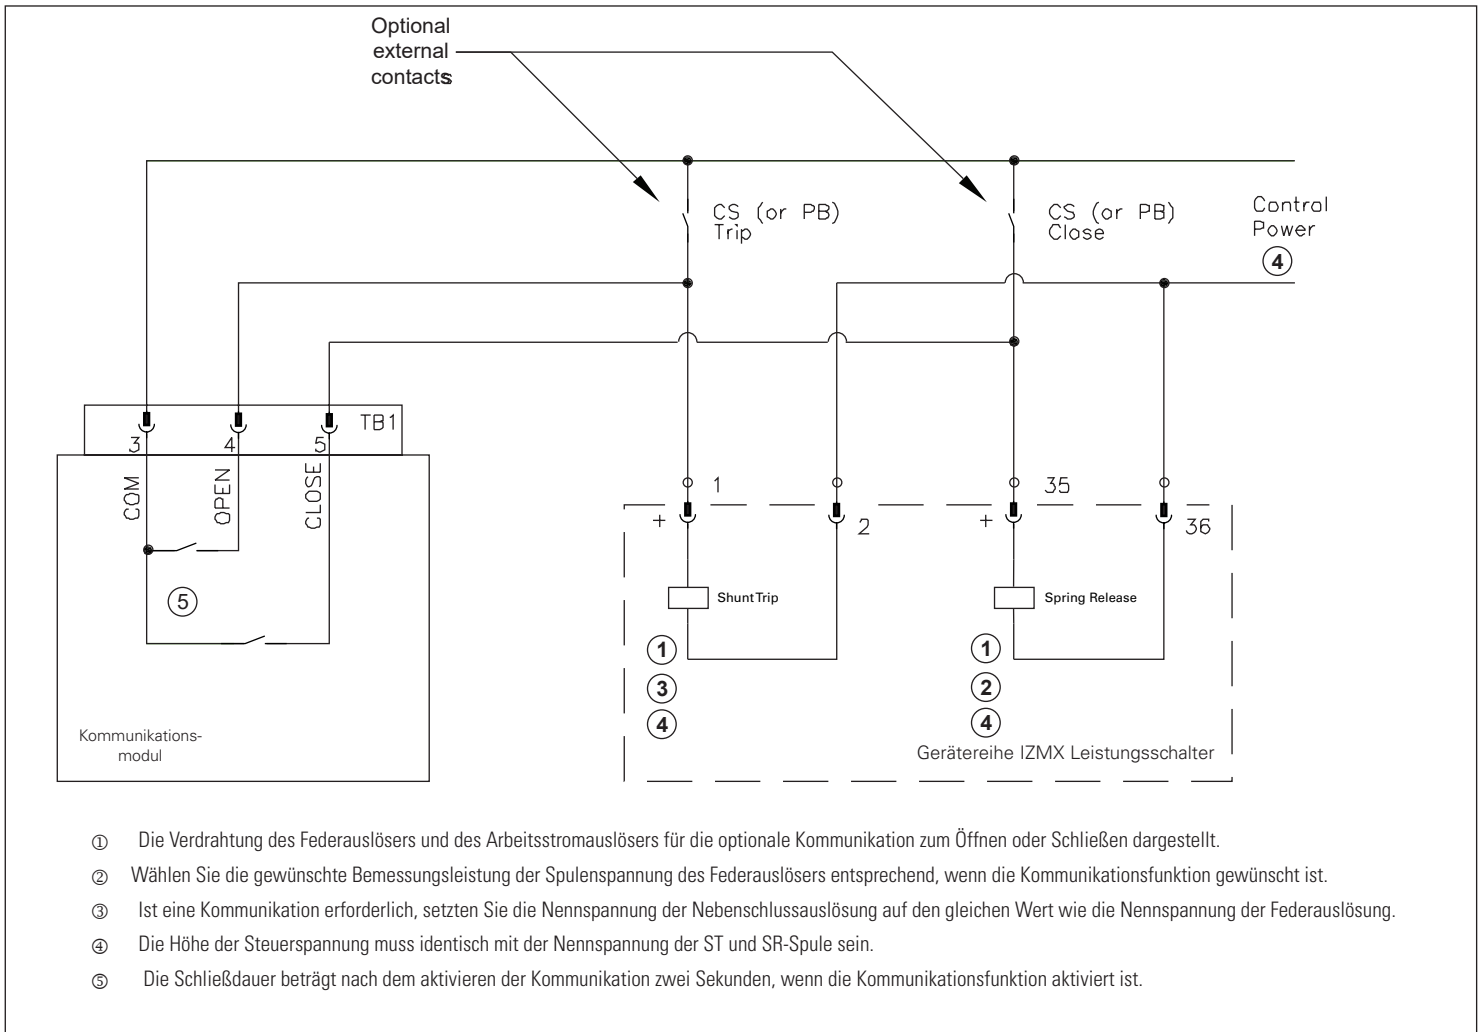 Optional
external
contacts
CS (or PB)
Trip
CS (or PB)
Close
Control
Power
④
TB1
3
4
5
COM
OPEN
CLOSE
⑤
Kommunikations-
modul
1
2
35
36
+
+
Shunt Trip
Spring Release
①
③
④
①
②
④
Gerätereihe IZMX Leistungsschalter
① Die Verdrahtung des Federauslösers und des Arbeitsstromauslösers für die optionale Kommunikation zum Öffnen oder Schließen dargestellt.
② Wählen Sie die gewünschte Bemessungsleistung der Spulenspannung des Federauslösers entsprechend, wenn die Kommunikationsfunktion gewünscht ist.
③ Ist eine Kommunikation erforderlich, setzten Sie die Nennspannung der Nebenschlussauslösung auf den gleichen Wert wie die Nennspannung der Federauslösung.
④ Die Höhe der Steuerspannung muss identisch mit der Nennspannung der ST und SR-Spule sein.
⑤ Die Schließdauer beträgt nach dem aktivieren der Kommunikation zwei Sekunden, wenn die Kommunikationsfunktion aktiviert ist.